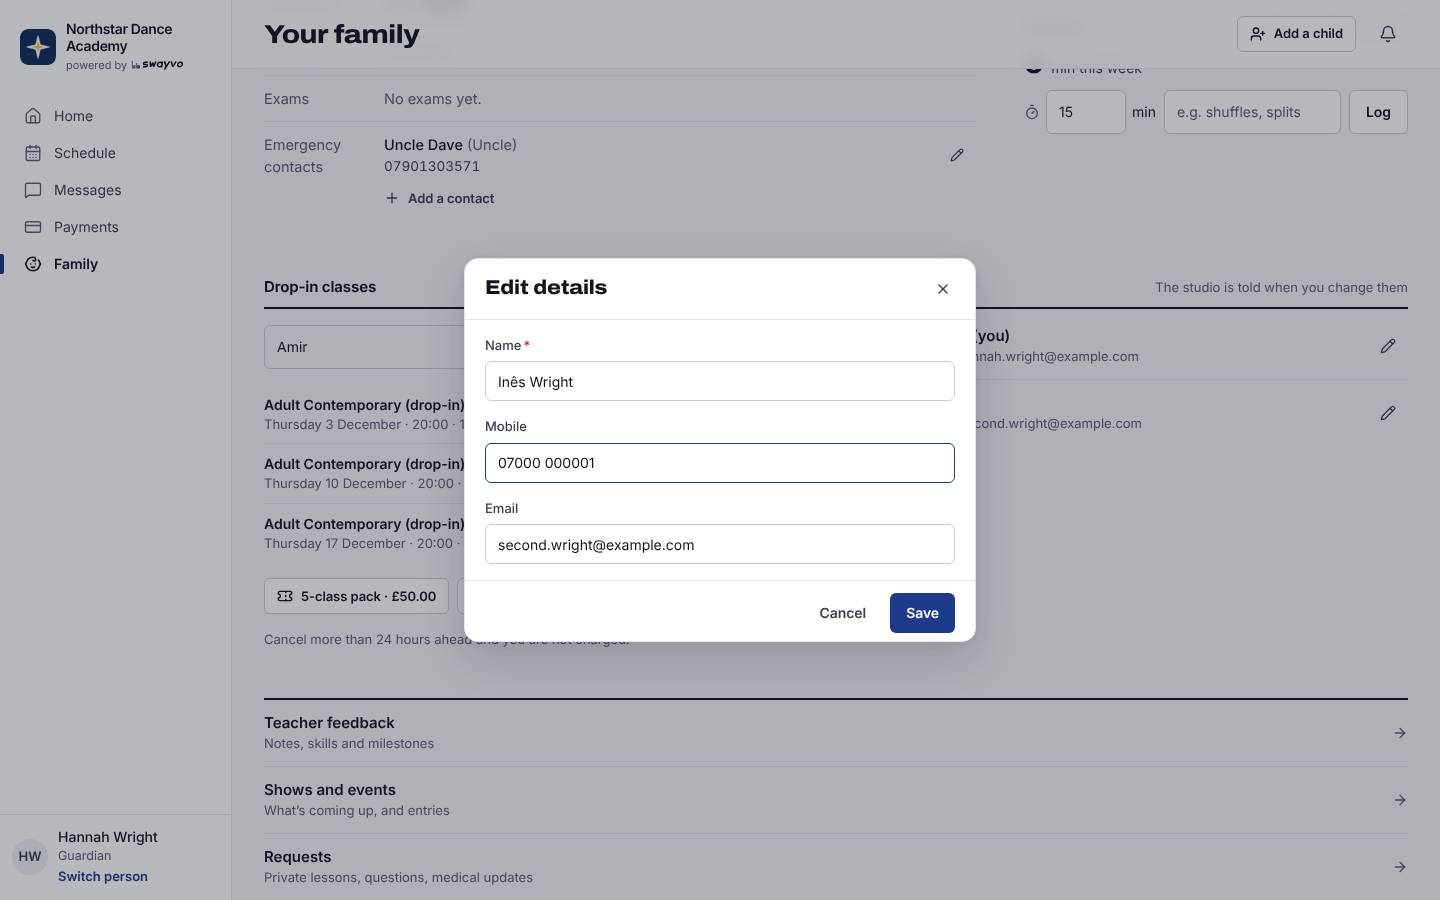 Northstar Dance
Academy
powered by swayvo
Home
Schedule
Messages
Payments
Family
Hannah Wright
HW
Guardian
Switch person
Your family
Add a child
Exams
No exams yet.
Emergency
contacts
Uncle Dave (Uncle)
07901303571
Add a contact
min this week
15
min
e.g. shuffles, splits
Log
Drop-in classes
Amir
Adult Contemporary (drop-in)
Thursday 3 December · 20:00 ·
Adult Contemporary (drop-in)
Thursday 10 December · 20:00 ·
Adult Contemporary (drop-in)
Thursday 17 December · 20:00 ·
5-class pack · £50.00
Cancel more than 24 hours ahead and you are not charged.
The studio is told when you change them
(you)
nnah.wright@example.com
cond.wright@example.com
Edit details
Name *
Inês Wright
Mobile
07000 000001
Email
second.wright@example.com
Cancel
Save
Teacher feedback
Notes, skills and milestones
Shows and events
What's coming up, and entries
Requests
Private lessons, questions, medical updates